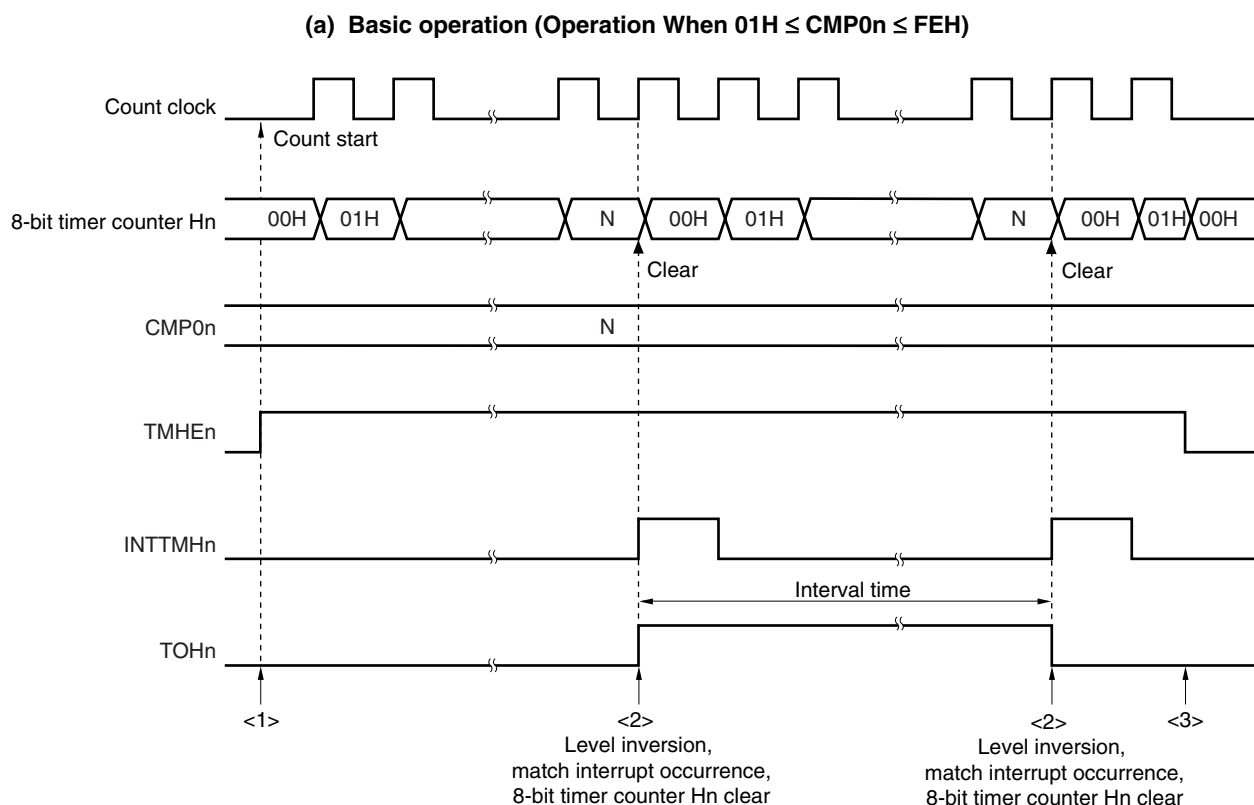 (a) Basic operation (Operation When 01H ≤ CMP0n ≤ FEH)
Count clock
Count start
8-bit timer counter Hn
00H 01H N 00H 01H N 00H 01H 00H
Clear Clear
CMP0n
N
TMHEn
INTTMHn
Interval time
TOHn
<1> <2> <2> <3>
Level inversion,
match interrupt occurrence,
8-bit timer counter Hn clear
Level inversion,
match interrupt occurrence,
8-bit timer counter Hn clear